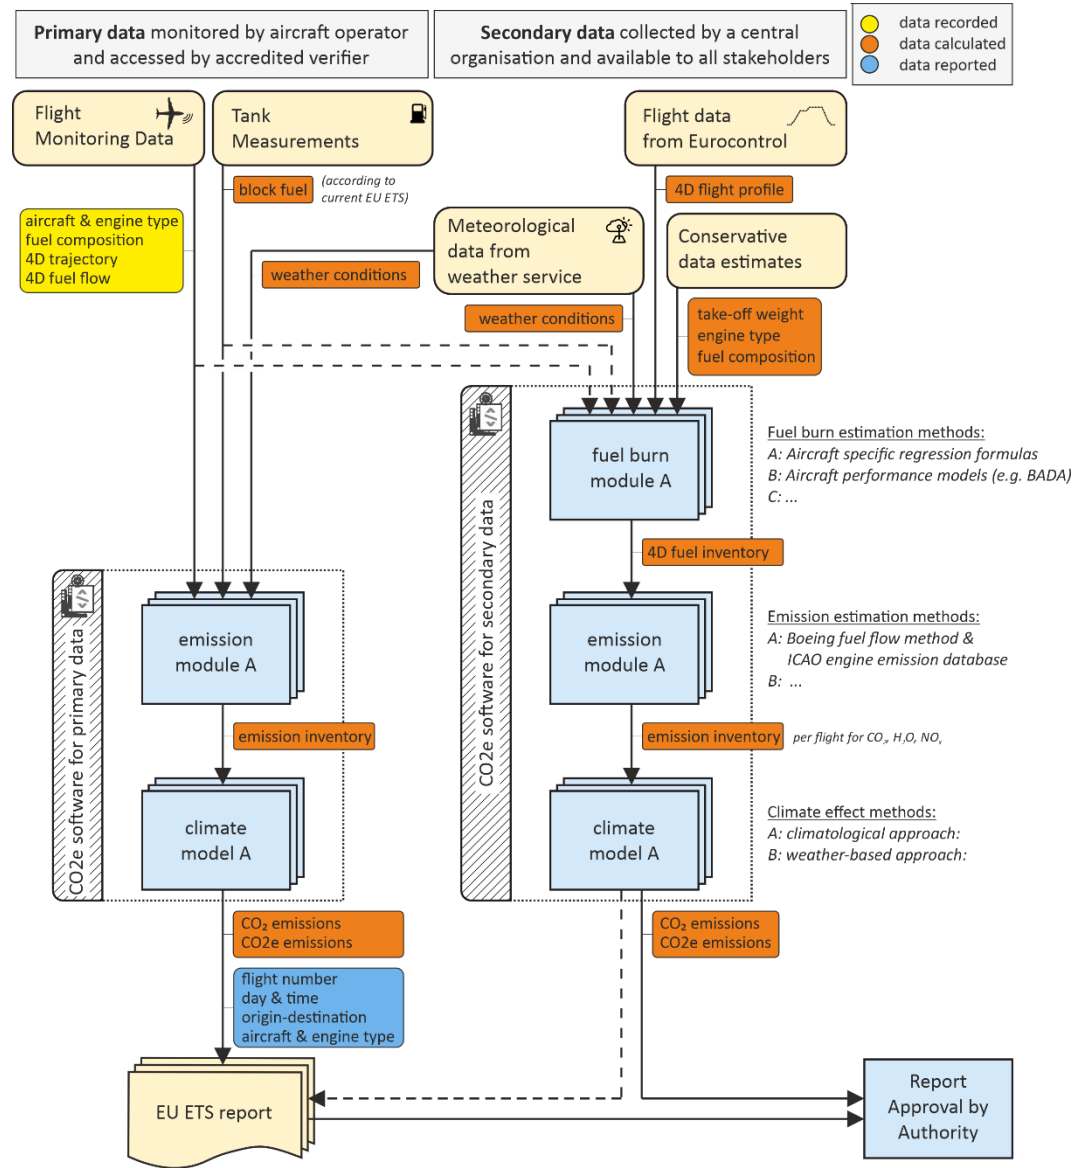 Primary data monitored by aircraft operator
and accessed by accredited verifier
Secondary data collected by a central
organisation and available to all stakeholders
data recorded
data calculated
data reported
Flight
Monitoring Data
Tank
Measurements
Flight data
from Eurocontrol
block fuel
(according to
current EU ETS)
4D flight profile
aircraft & engine type
fuel composition
4D trajectory
4D fuel flow
Meteorological
data from
weather service
Conservative
data estimates
weather conditions
weather conditions
take-off weight
engine type
fuel composition
CO2e software for secondary data
fuel burn
module A
Fuel burn estimation methods:
A: Aircraft specific regression formulas
B: Aircraft performance models (e.g. BADA)
C: ...
4D fuel inventory
CO2e software for primary data
emission
module A
emission
module A
Emission estimation methods:
A: Boeing fuel flow method &
ICAO engine emission database
B: ...
emission inventory
emission inventory
per flight for CO₂, H₂O, NOₓ
climate
model A
climate
model A
Climate effect methods:
A: climatological approach:
B: weather-based approach:
CO₂ emissions
CO2e emissions
CO₂ emissions
CO2e emissions
flight number
day & time
origin-destination
aircraft & engine type
EU ETS report
Report
Approval by
Authority